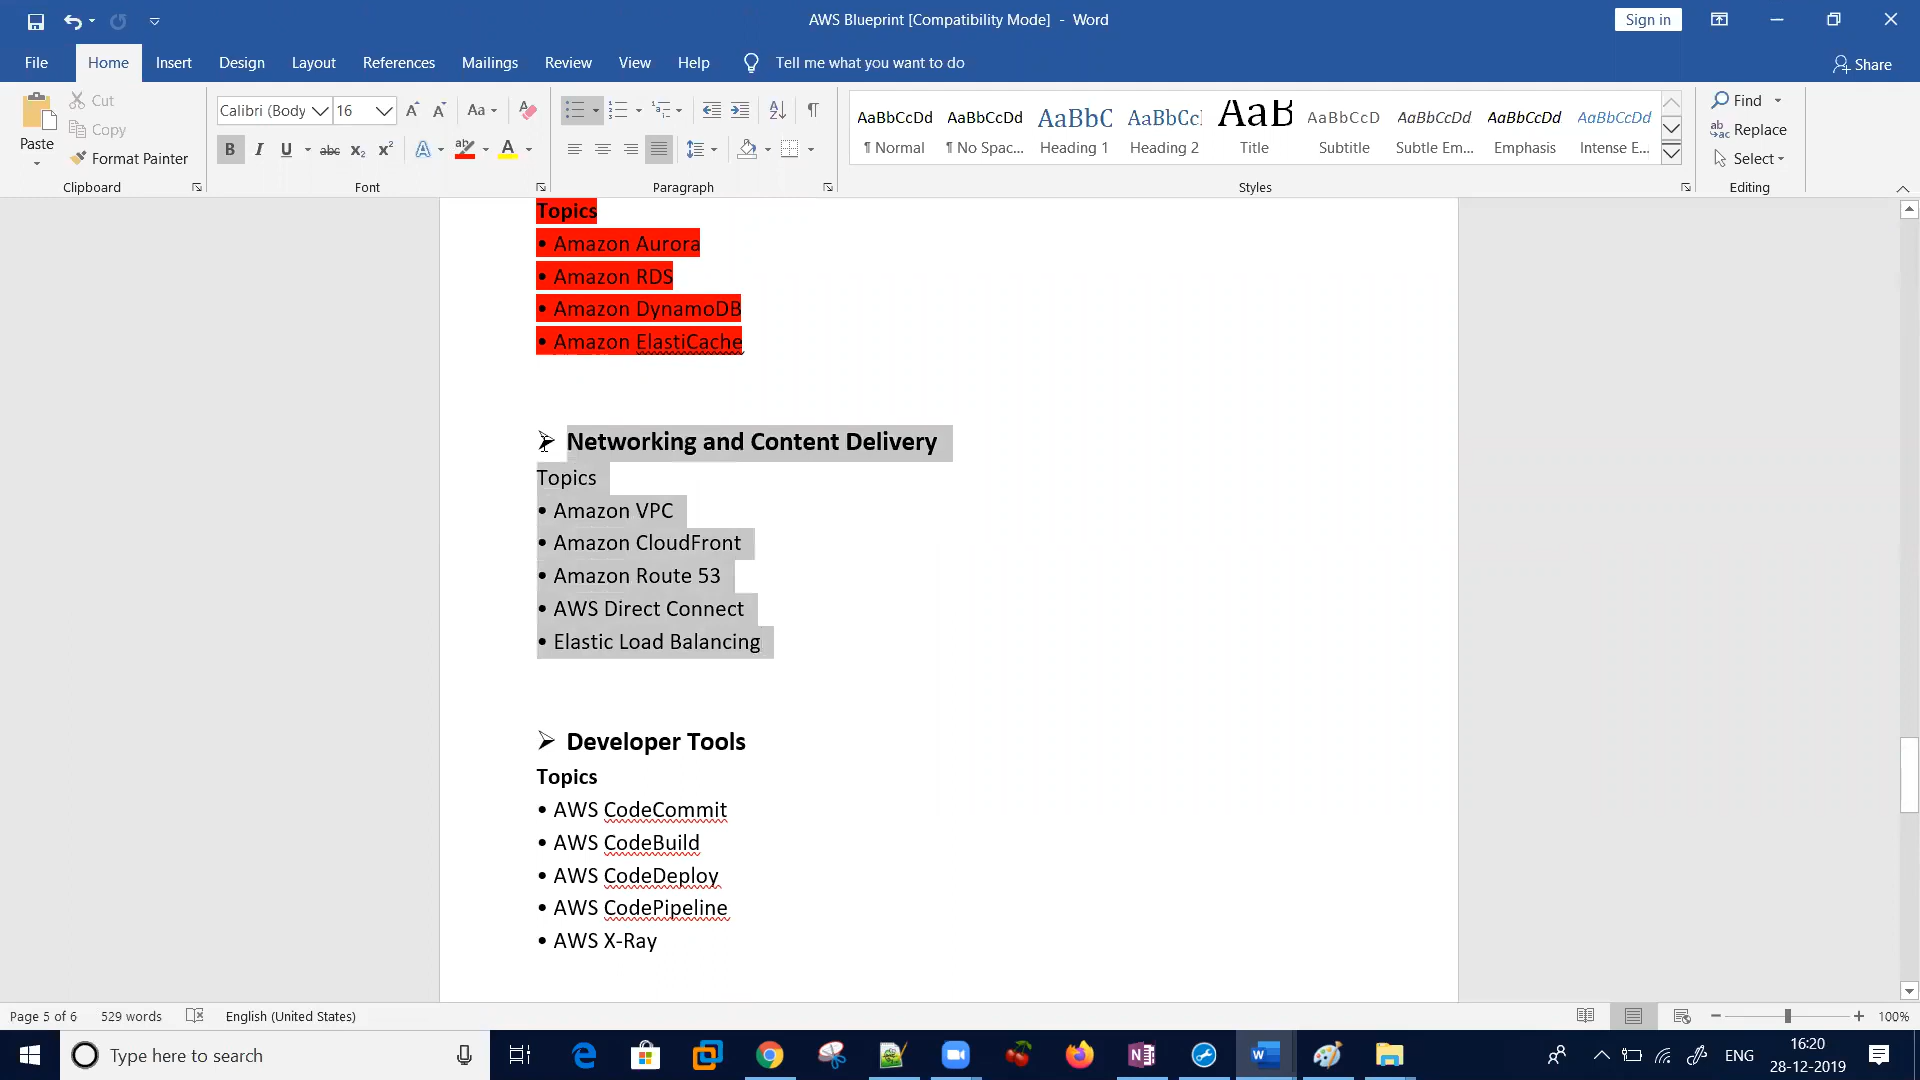 AWS Blueprint [Compatibility Mode] - Word
Sign in
File Home Insert Design Layout References Mailings Review View Help Tell me what you want to do
Share
Paste
Cut
Copy
Format Painter
Clipboard
Calibri (Body 16
Font
Paragraph
AaBbCcDd AaBbCcDd AaBbC AaBbCc AaB AaBbCcD AaBbCcDd AaBbCcDd AaBbCcDd
¶ Normal ¶ No Spac... Heading 1 Heading 2 Title Subtitle Subtle Em... Emphasis Intense E...
Styles
Find
Replace
Select
Editing
Topics
• Amazon Aurora
• Amazon RDS
• Amazon DynamoDB
• Amazon ElastiCache
➢ Networking and Content Delivery
Topics
• Amazon VPC
• Amazon CloudFront
• Amazon Route 53
• AWS Direct Connect
• Elastic Load Balancing
➢ Developer Tools
Topics
• AWS CodeCommit
• AWS CodeBuild
• AWS CodeDeploy
• AWS CodePipeline
• AWS X-Ray
Page 5 of 6 529 words English (United States) 100%
Type here to search
ENG
16:20
28-12-2019